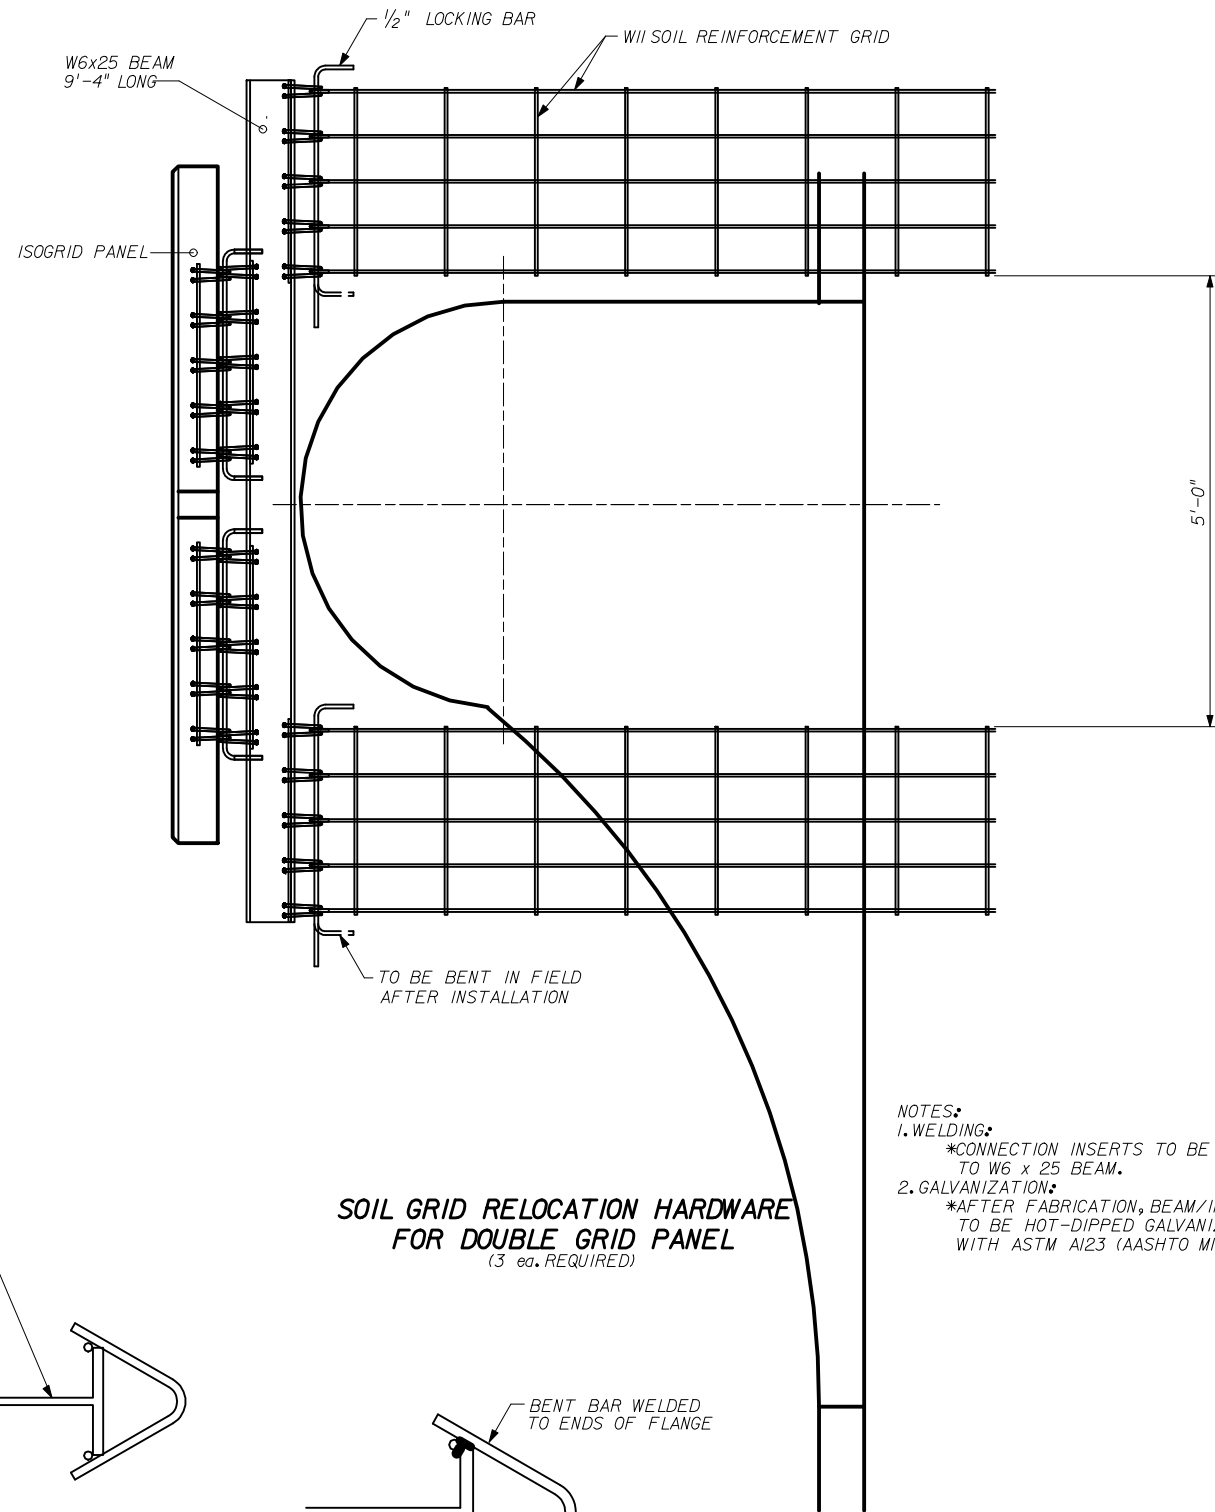 1/2" LOCKING BAR
W11 SOIL REINFORCEMENT GRID
W6x25 BEAM
9'-4" LONG
ISOGRID PANEL
5'-0"
TO BE BENT IN FIELD
AFTER INSTALLATION
NOTES:
1. WELDING:
*CONNECTION INSERTS TO BE
TO W6 x 25 BEAM.
2. GALVANIZATION:
*AFTER FABRICATION, BEAM/
TO BE HOT-DIPPED
WITH ASTM A123 (AASHTO
SOIL GRID RELOCATION HARDWARE
FOR DOUBLE GRID PANEL
(3 ea. REQUIRED)
BENT BAR WELDED
TO ENDS OF FLANGE